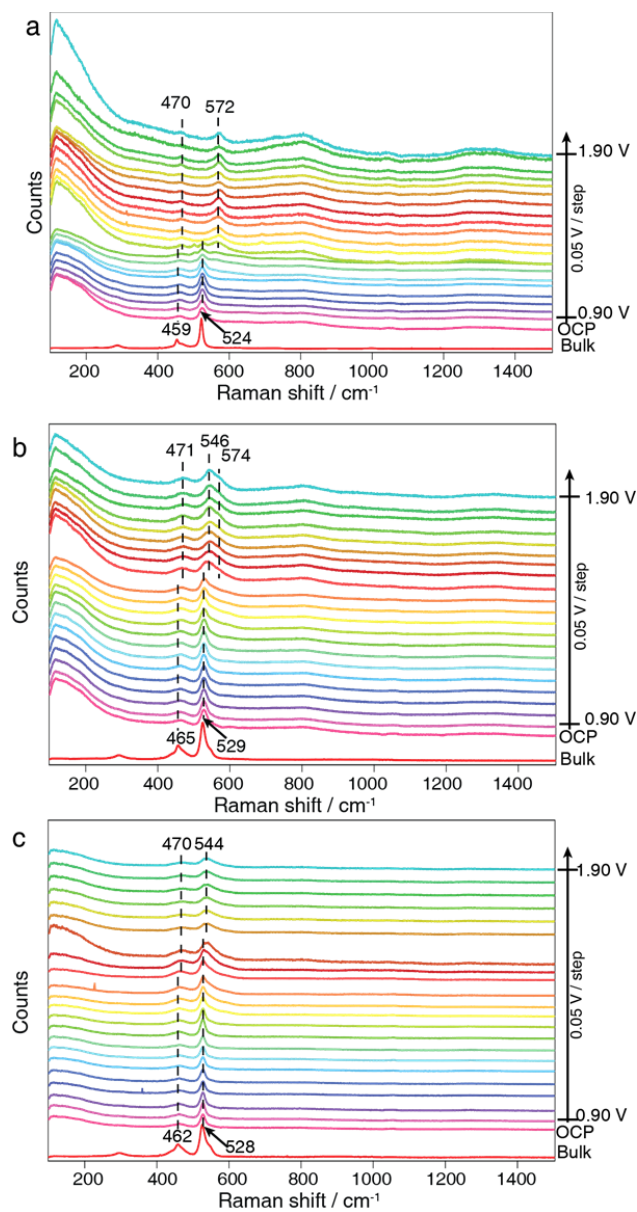 a
470 572
1.90 V
Counts
0.05 V / step
0.90 V
OCP
459 524
Bulk
200 400 600 800 1000 1200 1400
Raman shift / cm-1
b
471 546 574
1.90 V
Counts
0.05 V / step
0.90 V
OCP
465 529
Bulk
200 400 600 800 1000 1200 1400
Raman shift / cm-1
c
470 544
1.90 V
Counts
0.05 V / step
0.90 V
OCP
462 528
Bulk
200 400 600 800 1000 1200 1400
Raman shift / cm-1